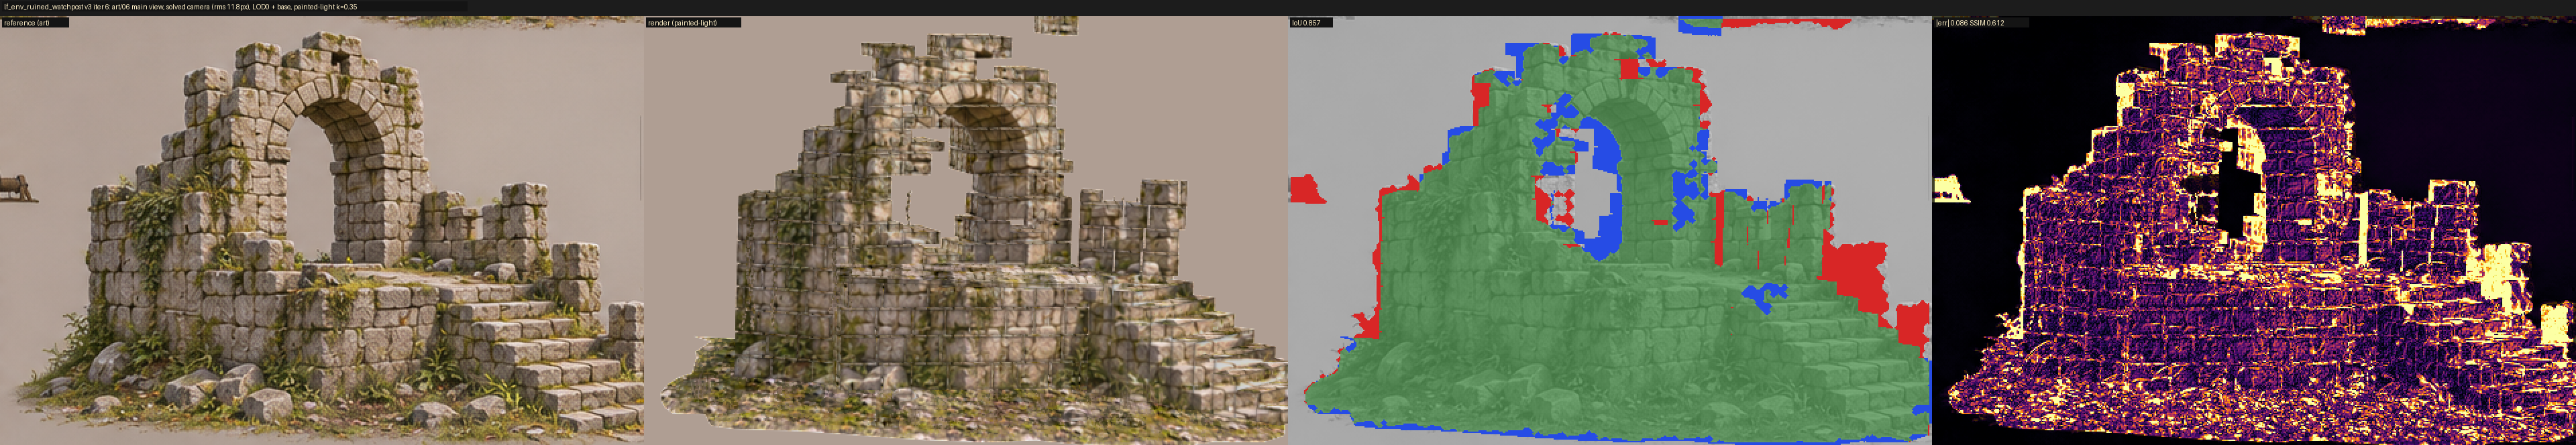 lf_env_ruined_watchpost v3 iter 6: art/06 main view, solved camera (rms 11.8px), LOD0 + base, painted-light k=0.35
reference (art)
render (painted-light)
IoU 0.857
|err| 0.086 SSIM 0.612